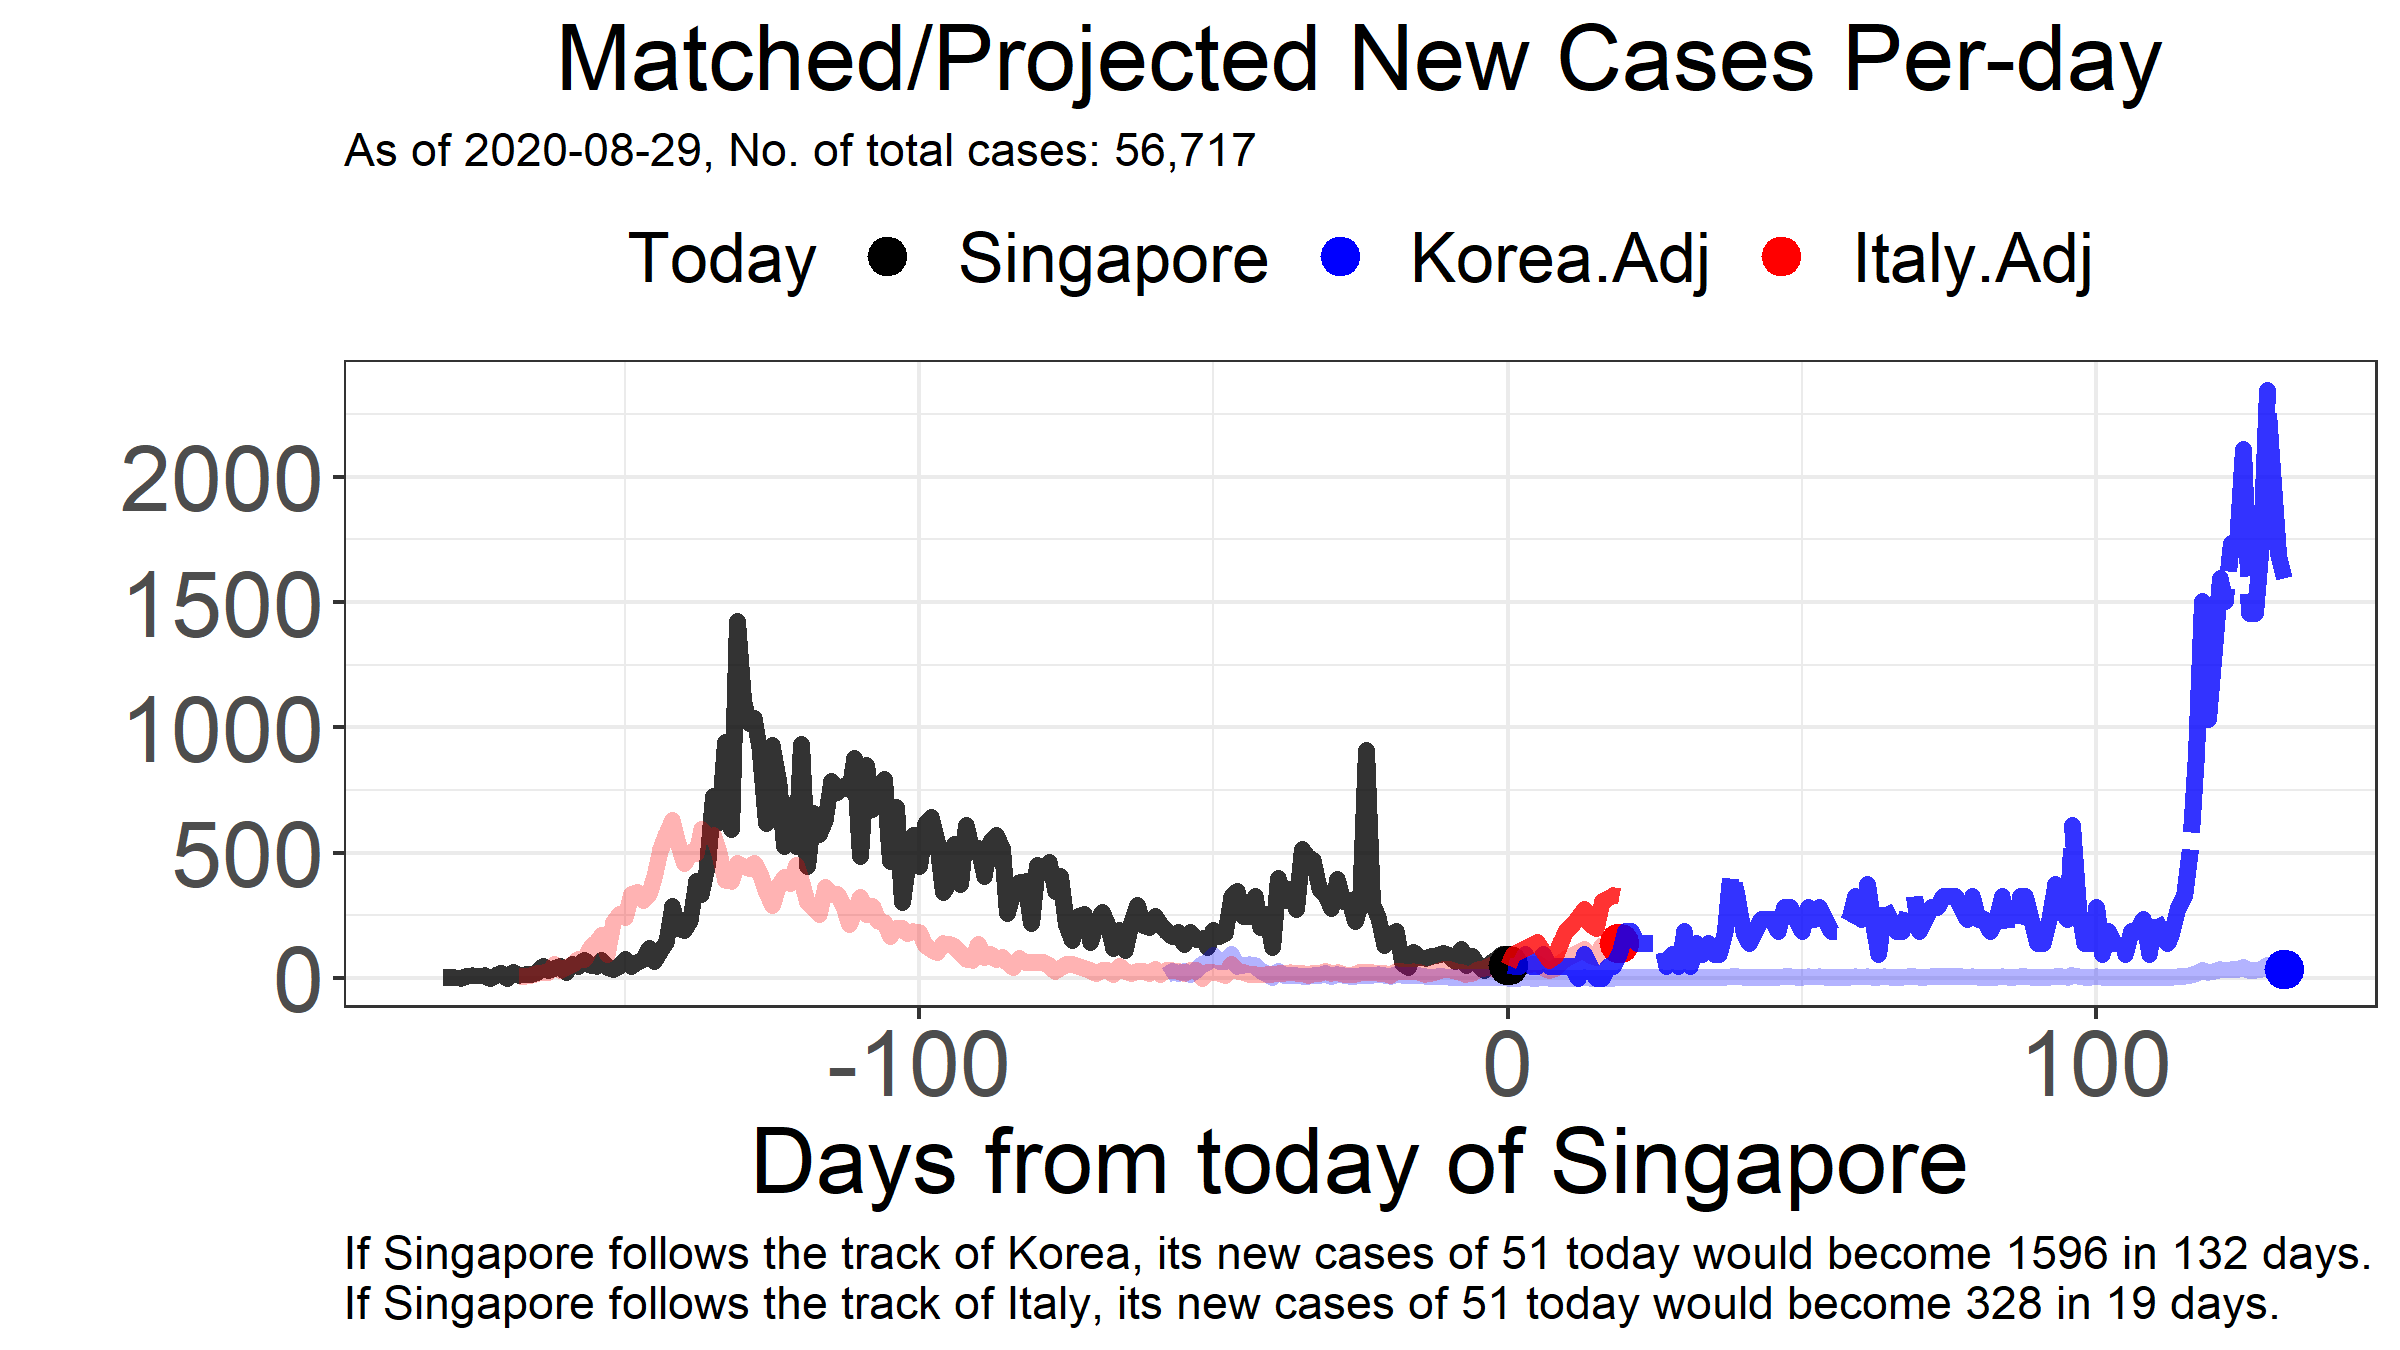 Matched/Projected New Cases Per-day
As of 2020-08-29, No. of total cases: 56,717
Today Singapore Korea.Adj Italy.Adj
2000
1500
1000
500
0
-100 0 100
Days from today of Singapore
If Singapore follows the track of Korea, its new cases of 51 today would become 1596 in 132 days.
If Singapore follows the track of Italy, its new cases of 51 today would become 328 in 19 days.